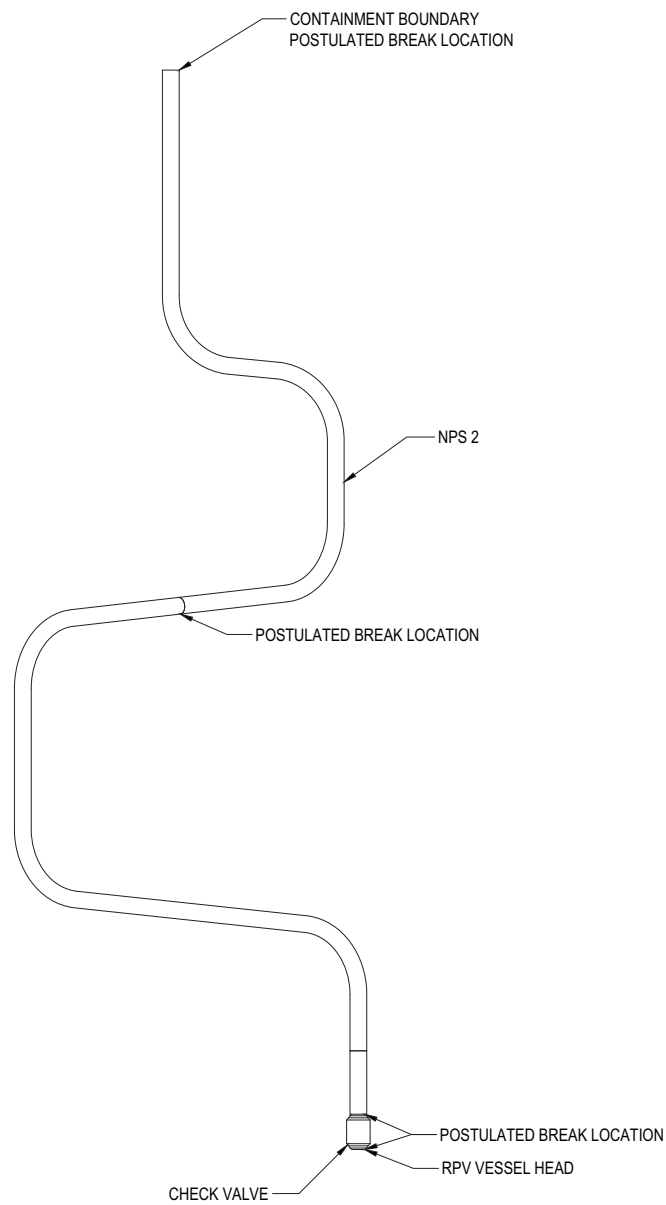 CONTAINMENT BOUNDARY
POSTULATED BREAK LOCATION
NPS 2
POSTULATED BREAK LOCATION
POSTULATED BREAK LOCATION
RPV VESSEL HEAD
CHECK VALVE